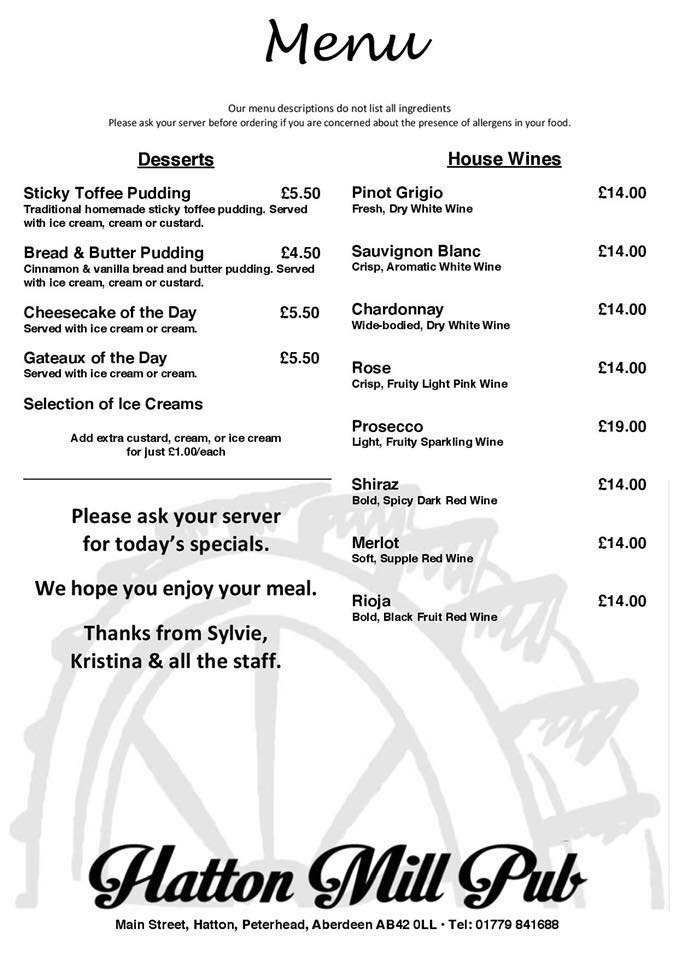 Menu
Our menu descriptions do not list all ingredients
Please ask your server before ordering if you are concerned about the presence of allergens in your food.
Desserts
Sticky Toffee Pudding £5.50
Traditional homemade sticky toffee pudding. Served
with ice cream, cream or custard.
Bread & Butter Pudding £4.50
Cinnamon & vanilla bread and butter pudding. Served
with ice cream, cream or custard.
Cheesecake of the Day £5.50
Served with ice cream or cream.
Gateaux of the Day £5.50
Served with ice cream or cream.
Selection of Ice Creams
Add extra custard, cream, or ice cream
for just £1.00/each
Please ask your server
for today's specials.
We hope you enjoy your meal.
Thanks from Sylvie,
Kristina & all the staff.
House Wines
Pinot Grigio £14.00
Fresh, Dry White Wine
Sauvignon Blanc £14.00
Crisp, Aromatic White Wine
Chardonnay £14.00
Wide-bodied, Dry White Wine
Rose £14.00
Crisp, Fruity Light Pink Wine
Prosecco £19.00
Light, Fruity Sparkling Wine
Shiraz £14.00
Bold, Spicy Dark Red Wine
Merlot £14.00
Soft, Supple Red Wine
Rioja £14.00
Bold, Black Fruit Red Wine
Hatton Mill Pub
Main Street, Hatton, Peterhead, Aberdeen AB42 0LL • Tel: 01779 841688